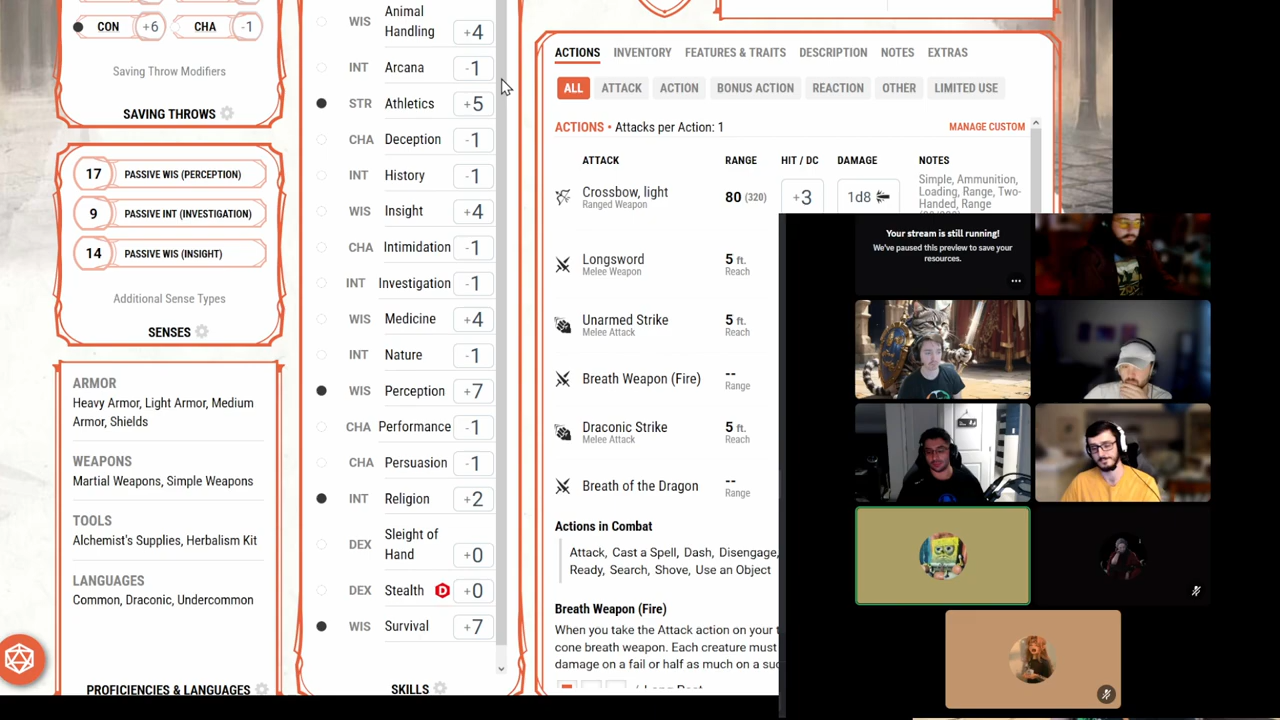 CON +6 CHA -1
Saving Throw Modifiers
SAVING THROWS
17 PASSIVE WIS (PERCEPTION)
9 PASSIVE INT (INVESTIGATION)
14 PASSIVE WIS (INSIGHT)
Additional Sense Types
SENSES
ARMOR
Heavy Armor, Light Armor, Medium
Armor, Shields
WEAPONS
Martial Weapons, Simple Weapons
TOOLS
Alchemist's Supplies, Herbalism Kit
LANGUAGES
Common, Draconic, Undercommon
PROFICIENCIES & LANGUAGES
WIS Animal
Handling +4
INT Arcana -1
STR Athletics +5
CHA Deception -1
INT History -1
WIS Insight +4
CHA Intimidation -1
INT Investigation -1
WIS Medicine +4
INT Nature -1
WIS Perception +7
CHA Performance -1
CHA Persuasion -1
INT Religion +2
DEX Sleight of
Hand +0
DEX Stealth D +0
WIS Survival +7
SKILLS
ACTIONS INVENTORY FEATURES & TRAITS DESCRIPTION NOTES EXTRAS
ALL ATTACK ACTION BONUS ACTION REACTION OTHER LIMITED USE
ACTIONS • Attacks per Action: 1 MANAGE CUSTOM
ATTACK RANGE HIT / DC DAMAGE NOTES
Crossbow, light 80 (320) +3 1d8
Ranged Weapon
Simple, Ammunition,
Loading, Range, Two-
Handed, Range
Longsword 5 ft.
Melee Weapon Reach
Unarmed Strike 5 ft.
Melee Attack Reach
Breath Weapon (Fire) --
Range
Draconic Strike 5 ft.
Melee Attack Reach
Breath of the Dragon --
Range
Actions in Combat
Attack, Cast a Spell, Dash, Disengage,
Ready, Search, Shove, Use an Object
Breath Weapon (Fire)
When you take the Attack action on your
cone breath weapon. Each creature must
damage on a fail or half as much on a
/ Long Rest
Your stream is still running!
We've paused this preview to save your
resources.